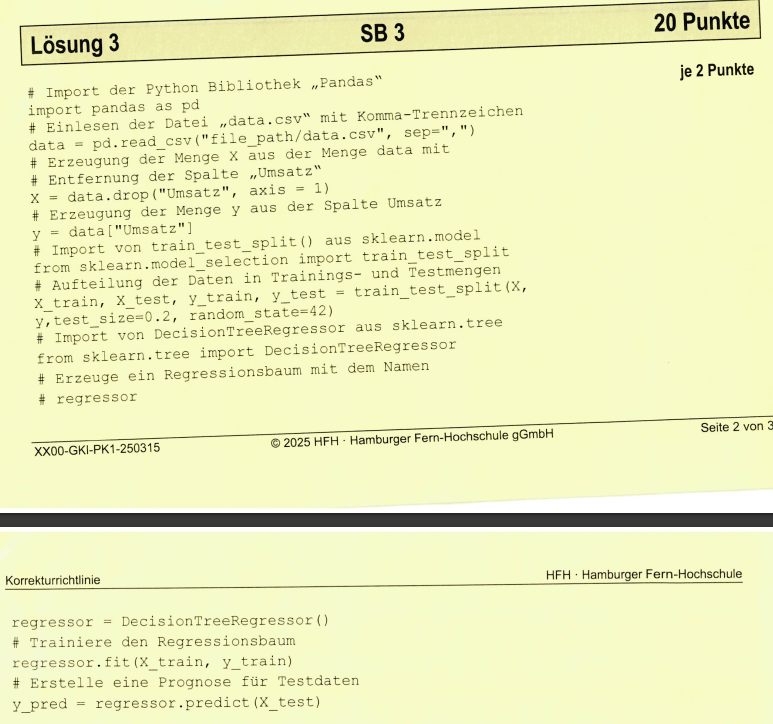 Lösung 3 SB 3 20 Punkte
je 2 Punkte
# Import der Python Bibliothek „Pandas“
import pandas as pd
# Einlesen der Datei „data.csv“ mit Komma-Trennzeichen
data = pd.read_csv("file_path/data.csv", sep=",")
# Erzeugung der Menge X aus der Menge data mit
# Entfernung der Spalte „Umsatz“
X = data.drop("Umsatz", axis = 1)
# Erzeugung der Menge y aus der Spalte Umsatz
y = data["Umsatz"]
# Import von train_test_split() aus sklearn.model
from sklearn.model_selection import train_test_split
# Aufteilung der Daten in Trainings- und Testmengen
X_train, X_test, y_train, y_test = train_test_split(X,
y,test_size=0.2, random_state=42)
# Import von DecisionTreeRegressor aus sklearn.tree
from sklearn.tree import DecisionTreeRegressor
# Erzeuge ein Regressionsbaum mit dem Namen
# regressor
XX00-GKI-PK1-250315 © 2025 HFH · Hamburger Fern-Hochschule gGmbH Seite 2 von 3
Korrekturrichtlinie HFH · Hamburger Fern-Hochschule
regressor = DecisionTreeRegressor()
# Trainiere den Regressionsbaum
regressor.fit(X_train, y_train)
# Erstelle eine Prognose für Testdaten
y_pred = regressor.predict(X_test)